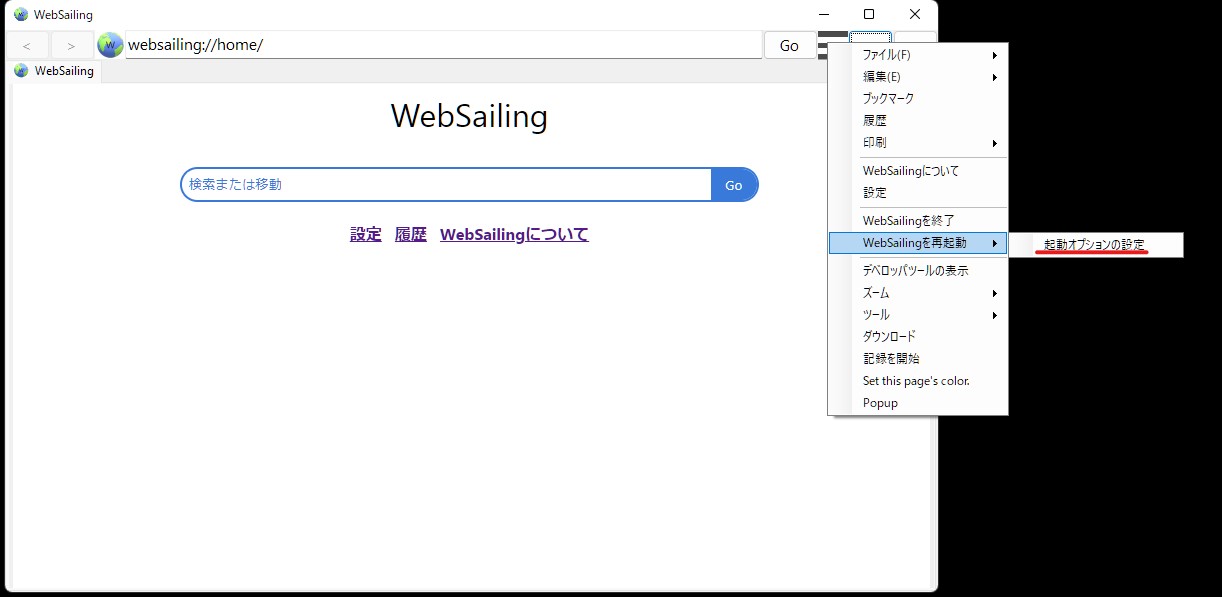 WebSailing
< > websailing://home/ Go
WebSailing
WebSailing
検索または移動 Go
設定 履歴 WebSailingについて
ファイル(F)
編集(E)
ブックマーク
履歴
印刷
WebSailingについて
設定
WebSailingを終了
WebSailingを再起動
起動オプションの設定
デベロッパツールの表示
ズーム
ツール
ダウンロード
記録を開始
Set this page's color.
Popup